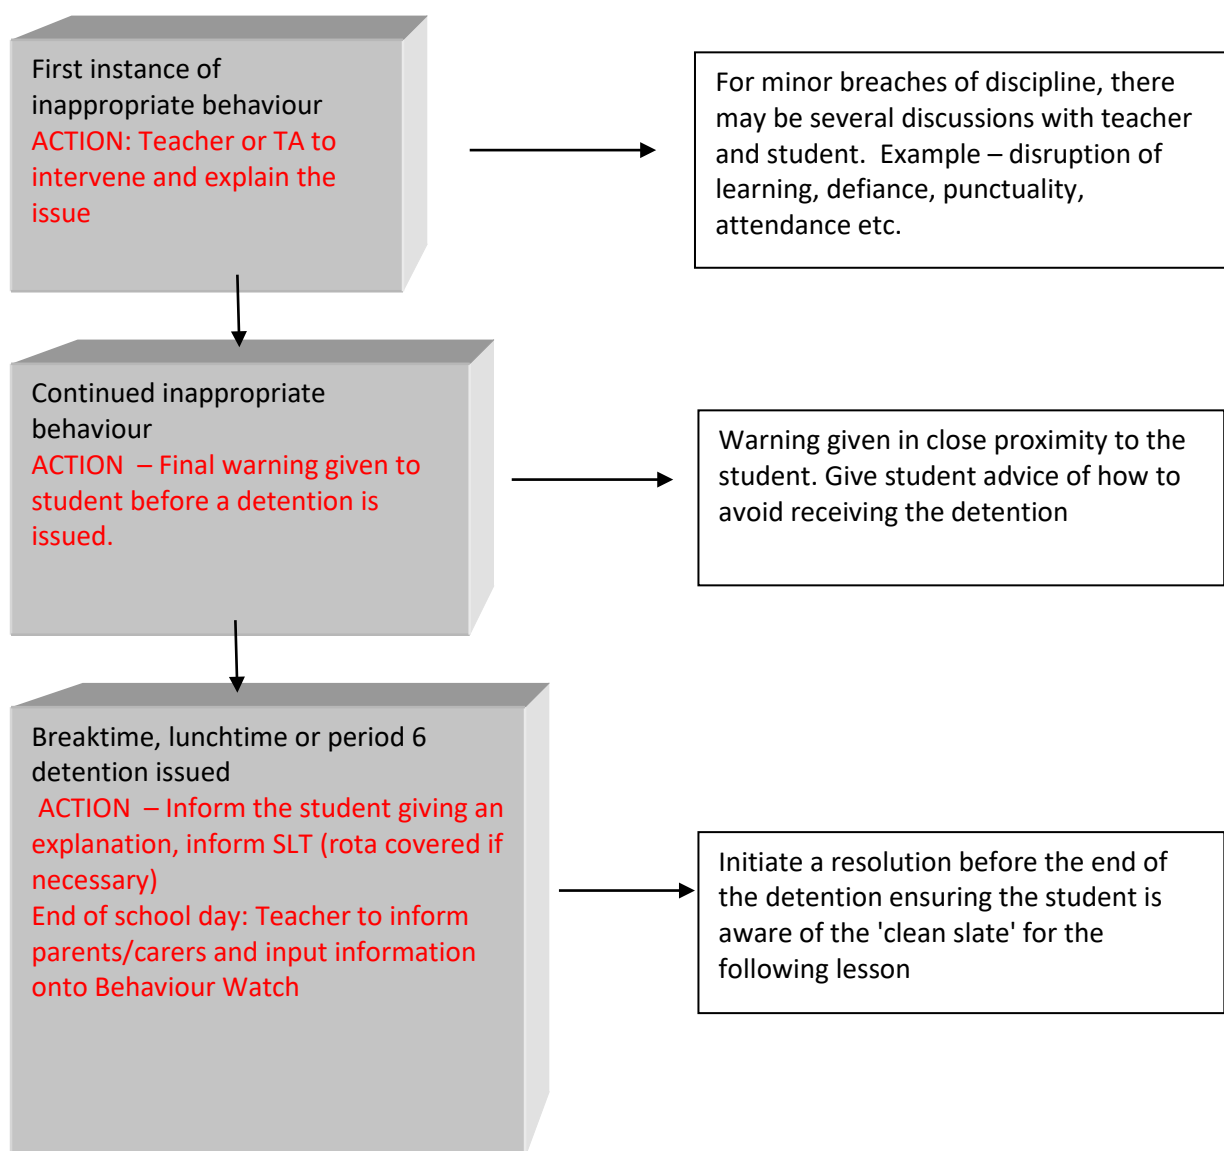 First instance of
inappropriate behaviour
ACTION: Teacher or TA to
intervene and explain the
issue
For minor breaches of discipline, there
may be several discussions with teacher
and student.  Example – disruption of
learning, defiance, punctuality,
attendance etc.
Continued inappropriate
behaviour
ACTION  – Final warning given to
student before a detention is
issued.
Warning given in close proximity to the
student. Give student advice of how to
avoid receiving the detention
Breaktime, lunchtime or period 6
detention issued
ACTION  – Inform the student giving an
explanation, inform SLT (rota covered if
necessary)
End of school day: Teacher to inform
parents/carers and input information
onto Behaviour Watch
Initiate a resolution before the end of
the detention ensuring the student is
aware of the 'clean slate' for the
following lesson